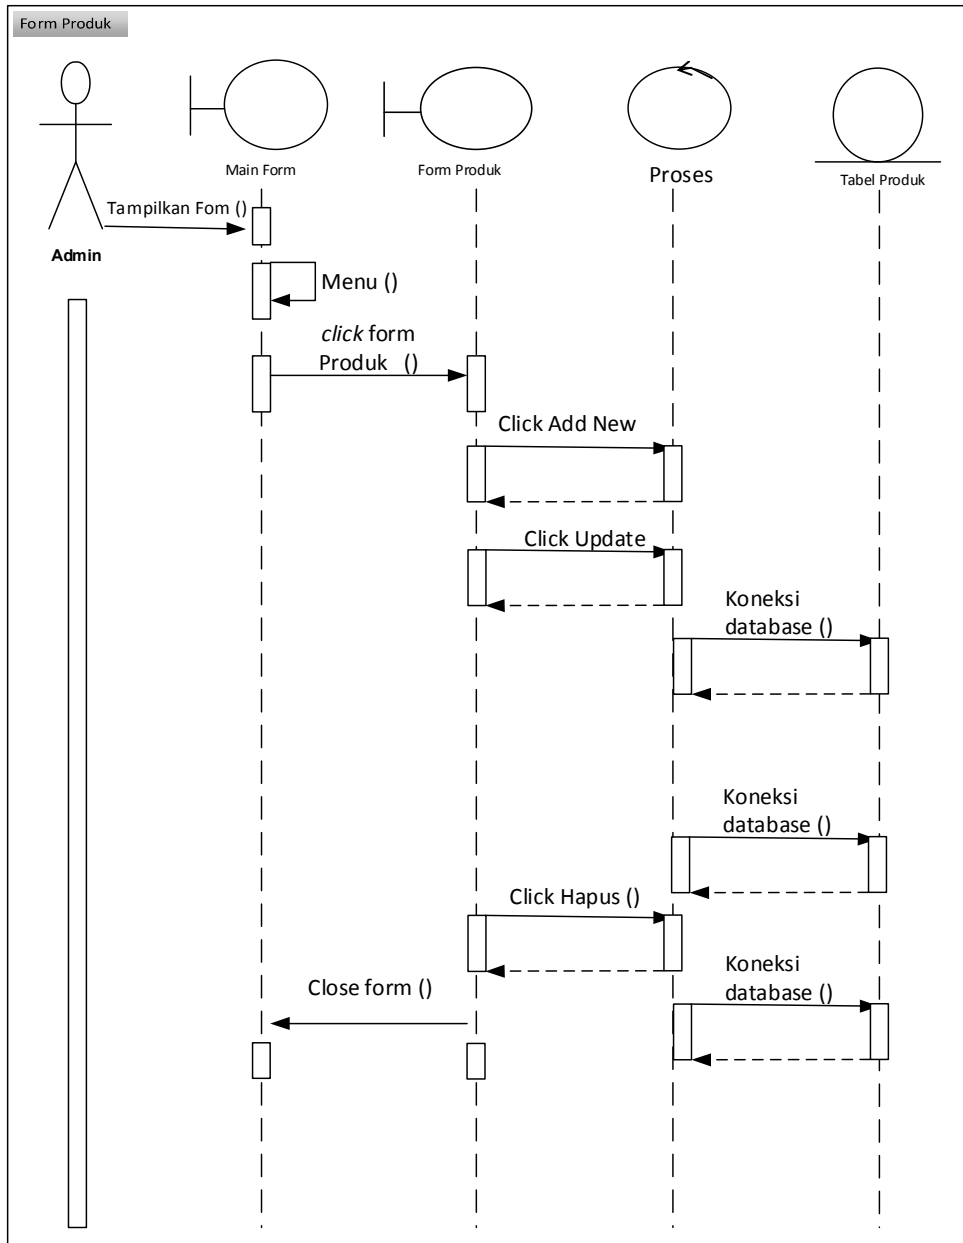 Form Produk
Main Form
Form Produk
Proses
Tabel Produk
Tampilkan Fom ()
Admin
Menu ()
click form
Produk ()
Click Add New
Click Update
Koneksi
database ()
Koneksi
database ()
Click Hapus ()
Koneksi
database ()
Close form ()